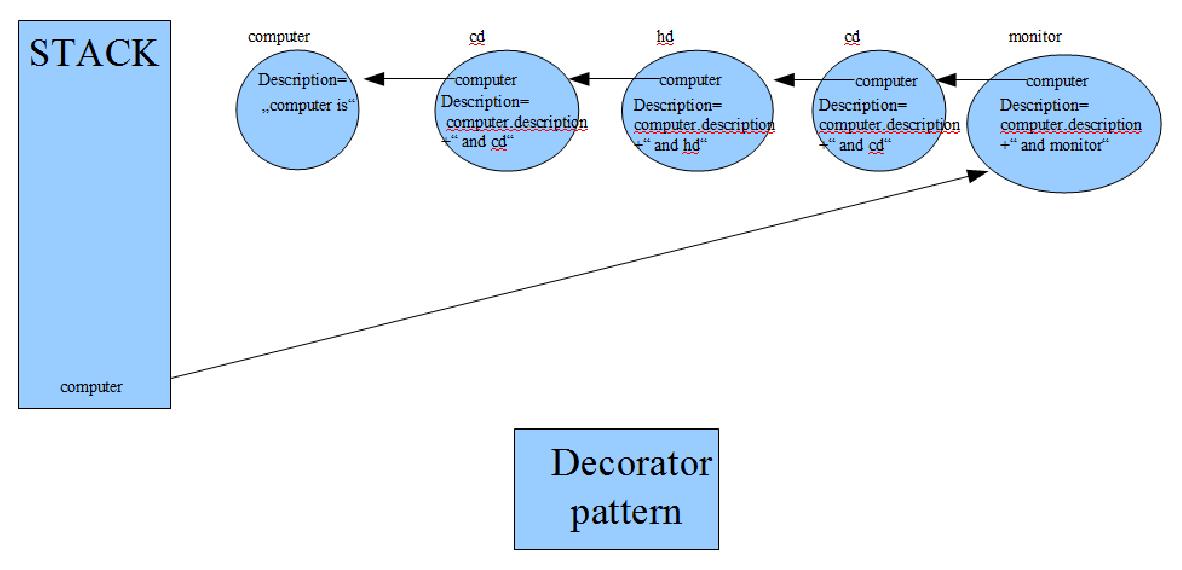 STACK
computer
computer
Description=
„computer is“
cd
computer
Description=
computer.description
+“ and cd“
hd
computer
Description=
computer.description
+“ and hd“
cd
computer
Description=
computer.description
+“ and cd“
monitor
computer
Description=
computer.description
+“ and monitor“
Decorator
pattern